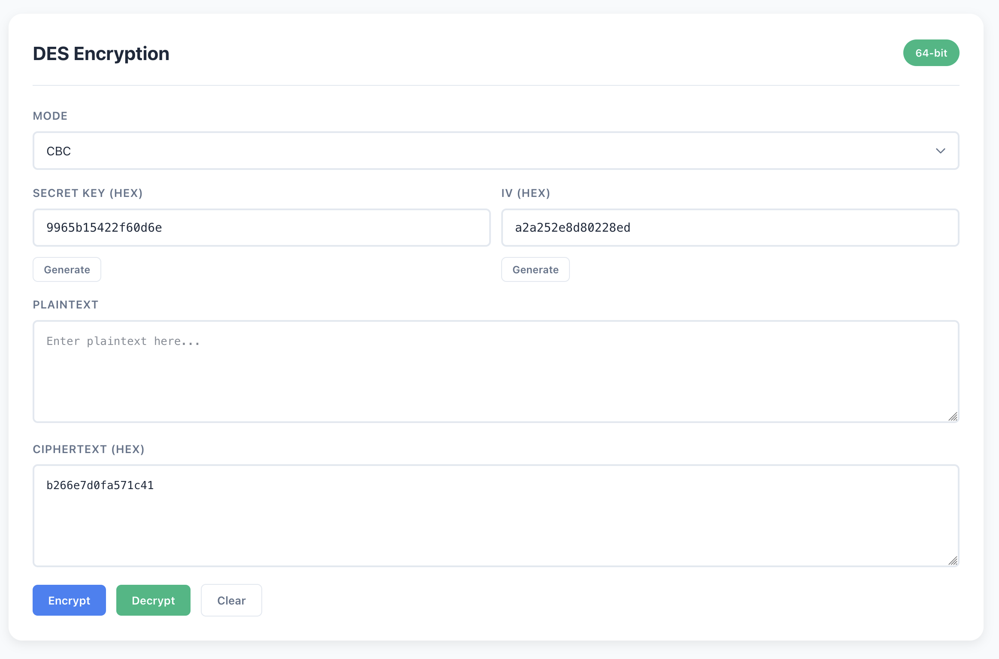 DES Encryption
64-bit
MODE
CBC
SECRET KEY (HEX)
IV (HEX)
9965b15422f60d6e
a2a252e8d80228ed
Generate
Generate
PLAINTEXT
Enter plaintext here...
CIPHERTEXT (HEX)
b266e7d0fa571c41
Encrypt
Decrypt
Clear